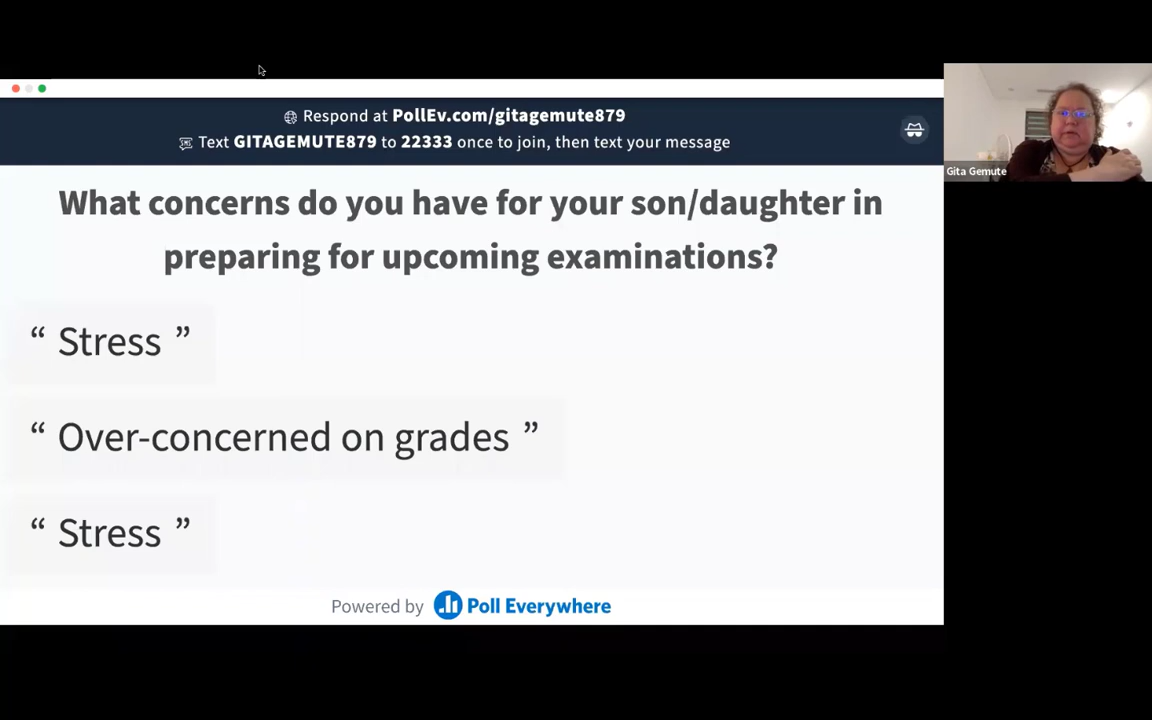 Respond at PollEv.com/gitagemute879
Text GITAGEMUTE879 to 22333 once to join, then text your message
Gita Gemute
What concerns do you have for your son/daughter in
preparing for upcoming examinations?
“ Stress ”
“ Over-concerned on grades ”
“ Stress ”
Powered by Poll Everywhere